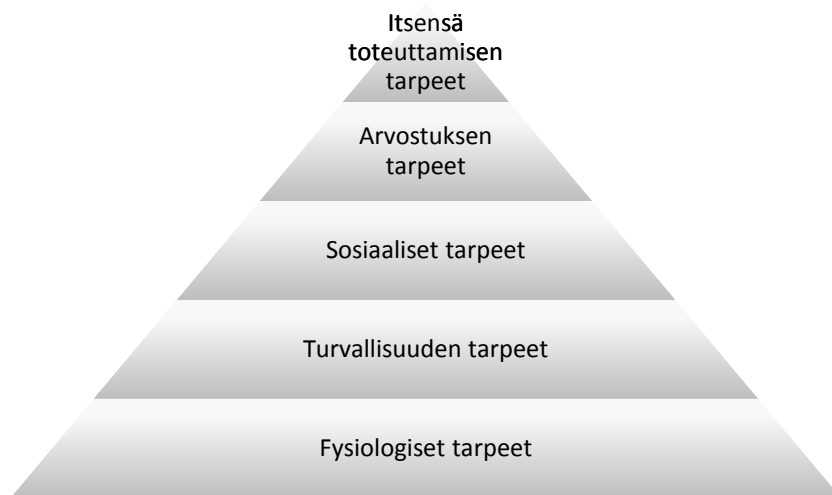 Itsensä
toteuttamisen
tarpeet
Arvostuksen
tarpeet
Sosiaaliset tarpeet
Turvallisuuden tarpeet
Fysiologiset tarpeet